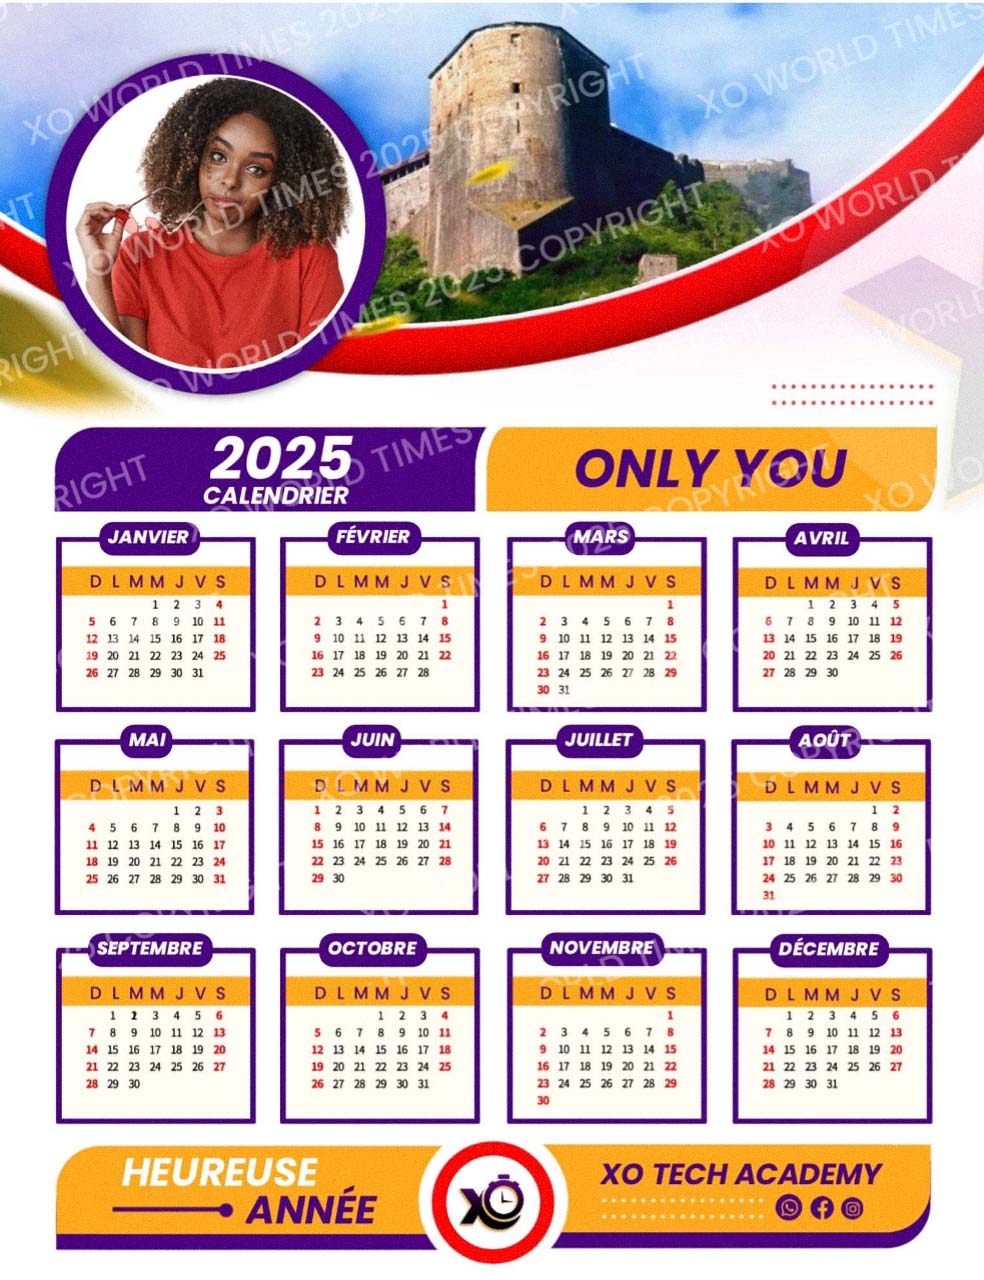 XO WORLD TIMES 2025 COPYRIGHT
XO WORLD TIMES 2025 COPYRIGHT
2025
CALENDRIER
ONLY YOU
JANVIER
D L M M J V S
1 2 3 4
5 6 7 8 9 10 11
12 13 14 15 16 17 18
19 20 21 22 23 24 25
26 27 28 29 30 31
FÉVRIER
D L M M J V S
1
2 3 4 5 6 7 8
9 10 11 12 13 14 15
16 17 18 19 20 21 22
23 24 25 26 27 28
MARS
D L M M J V S
1
2 3 4 5 6 7 8
9 10 11 12 13 14 15
16 17 18 19 20 21 22
23 24 25 26 27 28 29
30 31
AVRIL
D L M M J V S
1 2 3 4 5
6 7 8 9 10 11 12
13 14 15 16 17 18 19
20 21 22 23 24 25 26
27 28 29 30
MAI
D L M M J V S
1 2 3
4 5 6 7 8 9 10
11 12 13 14 15 16 17
18 19 20 21 22 23 24
25 26 27 28 29 30 31
JUIN
D L M M J V S
1 2 3 4 5 6 7
8 9 10 11 12 13 14
15 16 17 18 19 20 21
22 23 24 25 26 27 28
29 30
JUILLET
D L M M J V S
1 2 3 4 5
6 7 8 9 10 11 12
13 14 15 16 17 18 19
20 21 22 23 24 25 26
27 28 29 30 31
AOÛT
D L M M J V S
1 2
3 4 5 6 7 8 9
10 11 12 13 14 15 16
17 18 19 20 21 22 23
24 25 26 27 28 29 30
31
SEPTEMBRE
D L M M J V S
1 2 3 4 5 6
7 8 9 10 11 12 13
14 15 16 17 18 19 20
21 22 23 24 25 26 27
28 29 30
OCTOBRE
D L M M J V S
1 2 3 4
5 6 7 8 9 10 11
12 13 14 15 16 17 18
19 20 21 22 23 24 25
26 27 28 29 30 31
NOVEMBRE
D L M M J V S
1
2 3 4 5 6 7 8
9 10 11 12 13 14 15
16 17 18 19 20 21 22
23 24 25 26 27 28 29
30
DÉCEMBRE
D L M M J V S
1 2 3 4 5 6
7 8 9 10 11 12 13
14 15 16 17 18 19 20
21 22 23 24 25 26 27
28 29 30 31
HEUREUSE
ANNÉE
XO
XO TECH ACADEMY